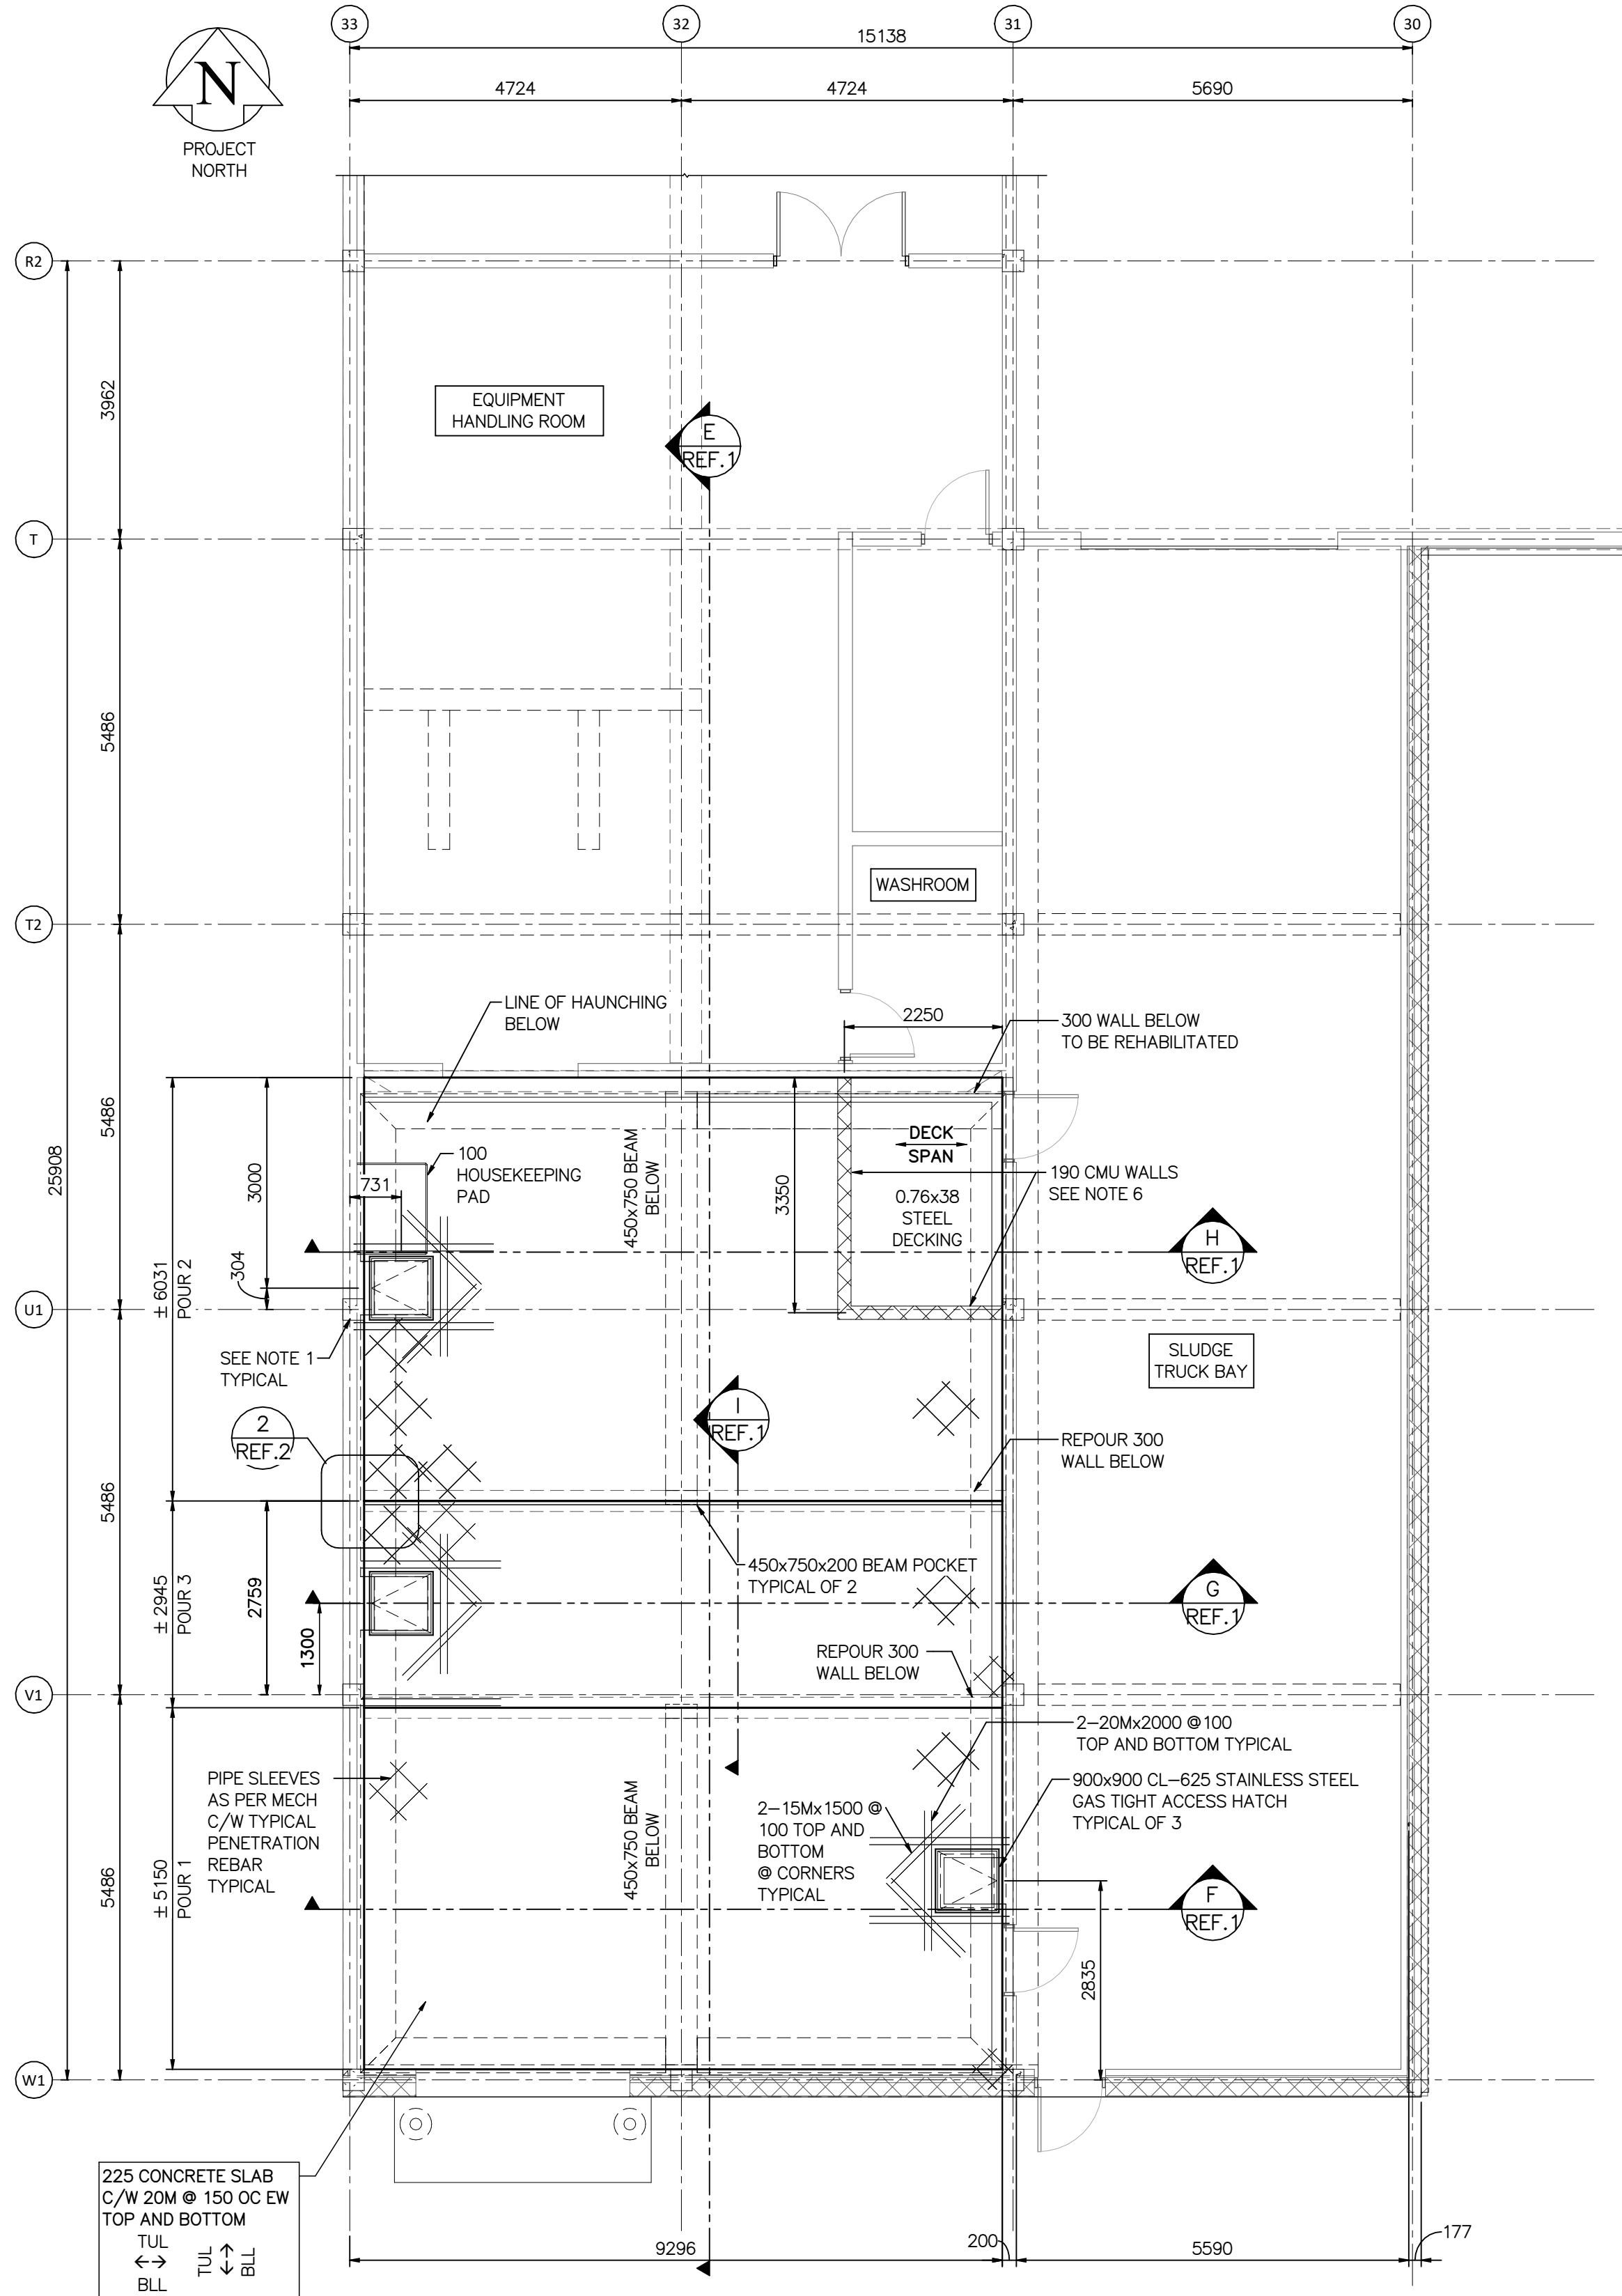 33
32
31
30
15138
4724
4724
5690
N
PROJECT
NORTH
R2
3962
EQUIPMENT
HANDLING ROOM
E
REF.1
T
5486
WASHROOM
T2
LINE OF HAUNCHING
BELOW
2250
300 WALL BELOW
TO BE REHABILITATED
25908
5486
3000
731
304
± 6031
POUR 2
100
HOUSEKEEPING
PAD
450x750 BEAM
BELOW
3350
DECK
SPAN
0.76x38
STEEL
DECKING
190 CMU WALLS
SEE NOTE 6
H
REF.1
U1
SEE NOTE 1
TYPICAL
SLUDGE
TRUCK BAY
2
REF.2
I
REF.1
REPOUR 300
WALL BELOW
5486
± 2945
POUR 3
2759
1300
450x750x200 BEAM POCKET
TYPICAL OF 2
G
REF.1
REPOUR 300
WALL BELOW
V1
2-20Mx2000 @100
TOP AND BOTTOM TYPICAL
PIPE SLEEVES
AS PER MECH
C/W TYPICAL
PENETRATION
REBAR
TYPICAL
900x900 CL-625 STAINLESS STEEL
GAS TIGHT ACCESS HATCH
TYPICAL OF 3
2-15Mx1500 @
100 TOP AND
BOTTOM
@ CORNERS
TYPICAL
5486
± 5150
POUR 1
450x750 BEAM
BELOW
F
REF.1
2835
W1
225 CONCRETE SLAB
C/W 20M @ 150 OC EW
TOP AND BOTTOM
TUL
BLL
TUL
BLL
9296
200
5590
177